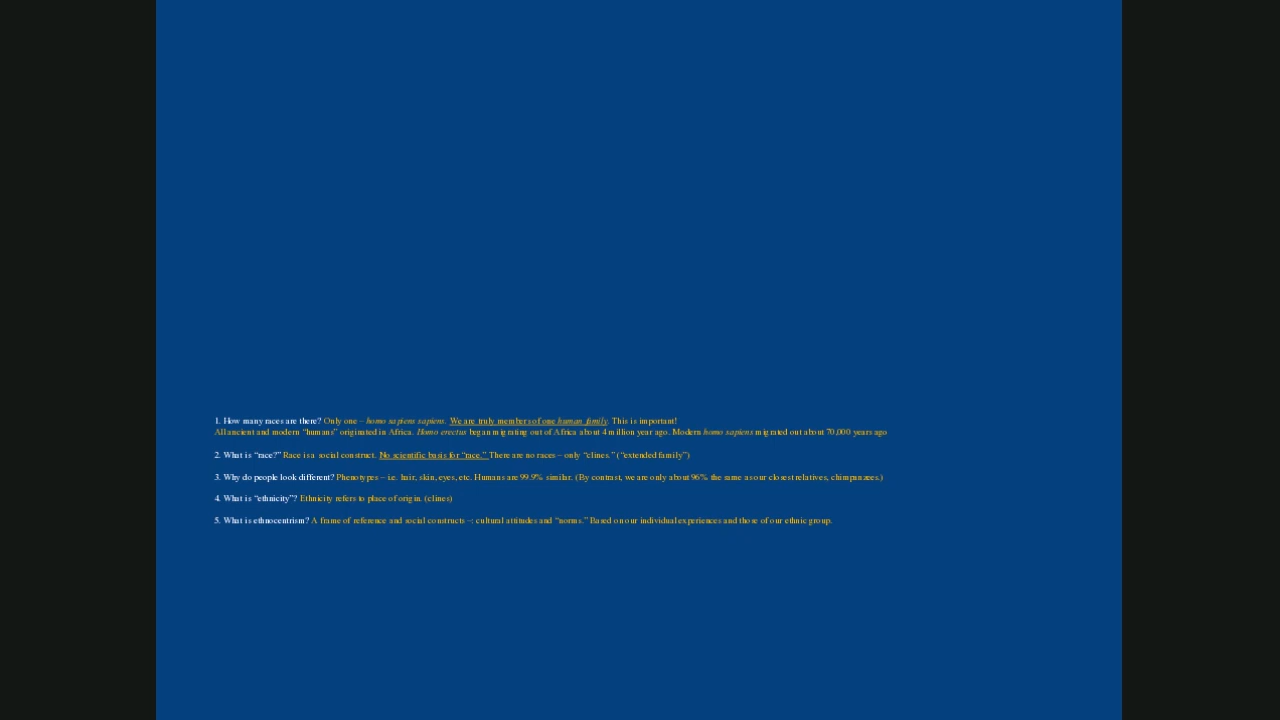 1. How many races are there? Only one – homo sapiens sapiens. We are truly members of one human family. This is important!
All ancient and modern “humans” originated in Africa. Homo erectus began migrating out of Africa about 4 million year ago. Modern homo sapiens migrated out about 70,000 years ago
2. What is “race?” Race is a social construct. No scientific basis for “race.” There are no races – only “clines.” (“extended family”)
3. Why do people look different? Phenotypes – i.e. hair, skin, eyes, etc. Humans are 99.9% similar. (By contrast, we are only about 96% the same as our closest relatives, chimpanzees.)
4. What is “ethnicity”? Ethnicity refers to place of origin. (clines)
5. What is ethnocentrism? A frame of reference and social constructs –: cultural attitudes and “norms.” Based on our individual experiences and those of our ethnic group.